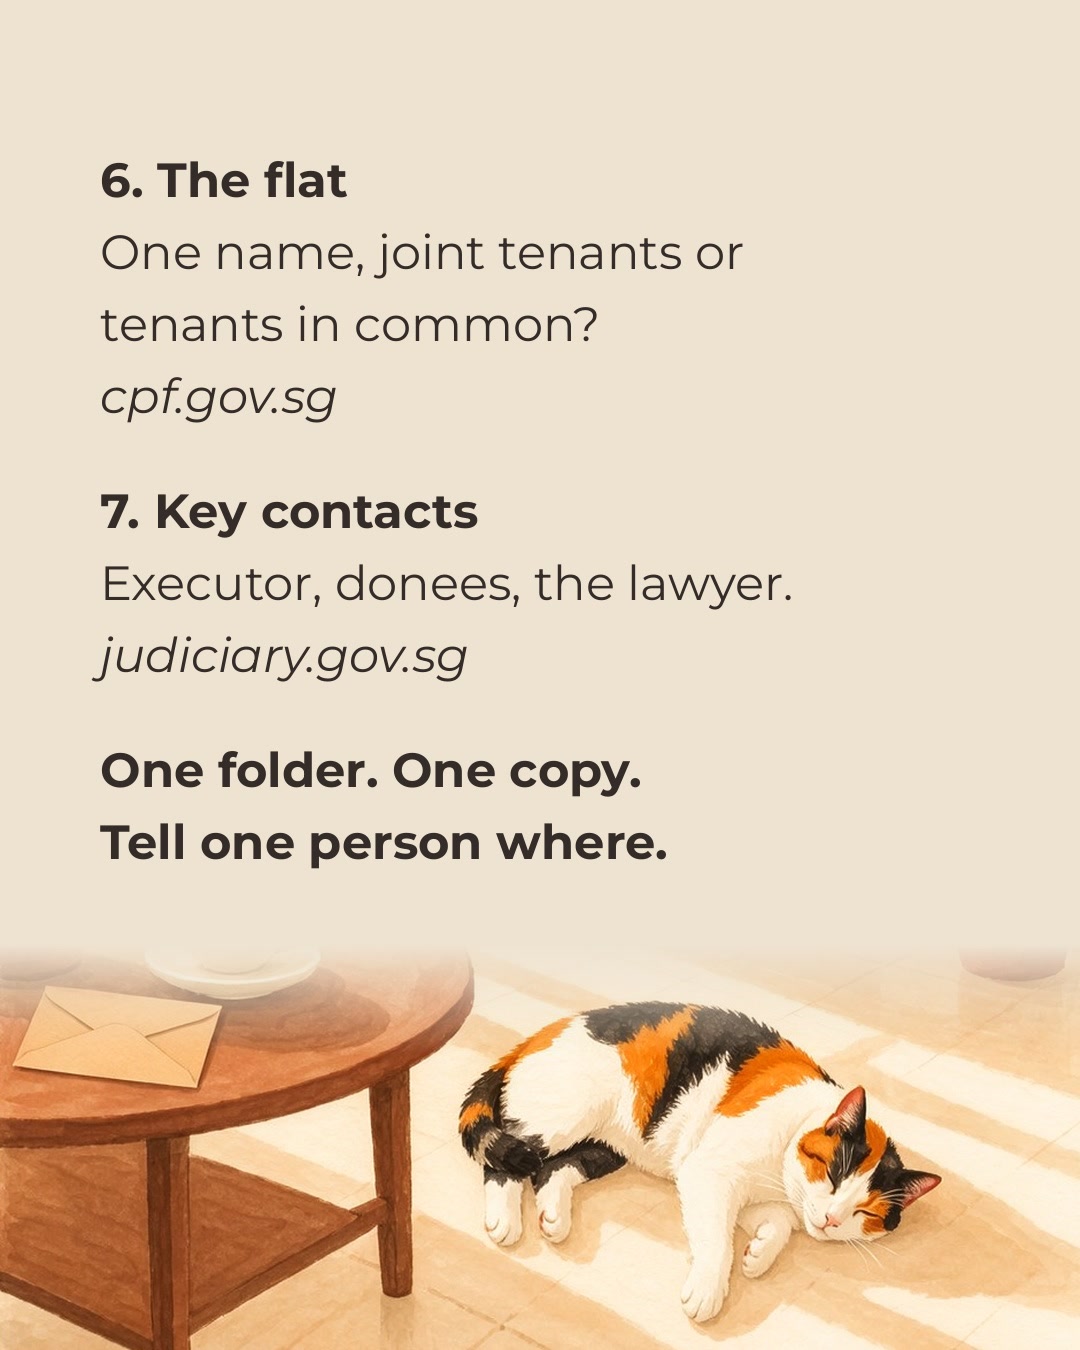 6. The flat
One name, joint tenants or
tenants in common?
cpf.gov.sg
7. Key contacts
Executor, donees, the lawyer.
judiciary.gov.sg
One folder. One copy.
Tell one person where.